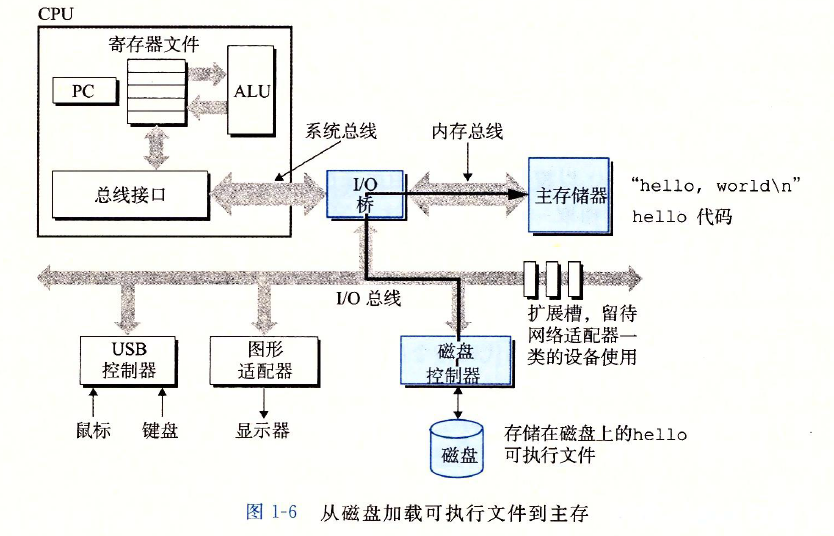 CPU
寄存器文件
PC
ALU
系统总线
内存总线
总线接口
I/O
桥
主存储器
“hello, world\n”
hello 代码
I/O 总线
扩展槽，留待
网络适配器一
类的设备使用
USB
控制器
图形
适配器
磁盘
控制器
鼠标
键盘
显示器
磁盘
存储在磁盘上的hello
可执行文件
图 1-6 从磁盘加载可执行文件到主存